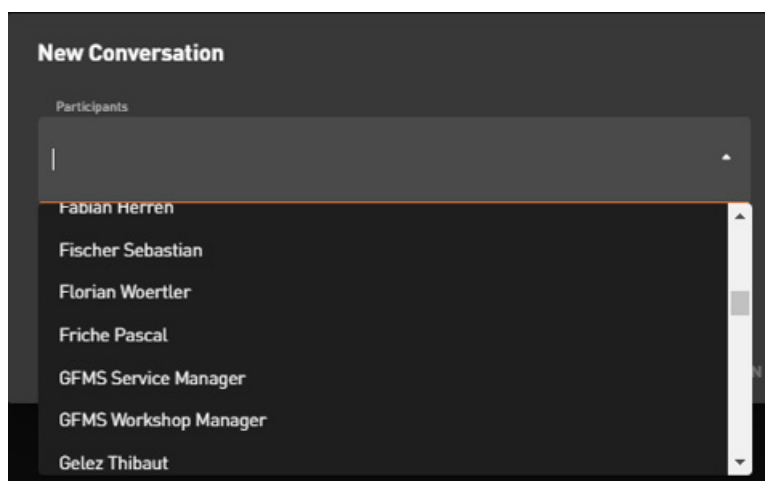 New Conversation
Participants
Fabian Herren
Fischer Sebastian
Florian Woertler
Friche Pascal
GFMS Service Manager
GFMS Workshop Manager
Gelez Thibaut
N